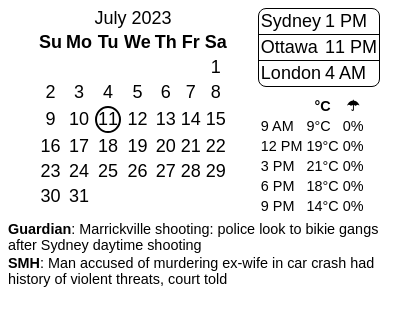 July 2023
Su Mo Tu We Th Fr Sa
1
2 3 4 5 6 7 8
9 10 11 12 13 14 15
16 17 18 19 20 21 22
23 24 25 26 27 28 29
30 31
Sydney 1 PM
Ottawa 11 PM
London 4 AM
°C ☂
9 AM 9°C 0%
12 PM 19°C 0%
3 PM 21°C 0%
6 PM 18°C 0%
9 PM 14°C 0%
Guardian: Marrickville shooting: police look to bikie gangs
after Sydney daytime shooting
SMH: Man accused of murdering ex-wife in car crash had
history of violent threats, court told